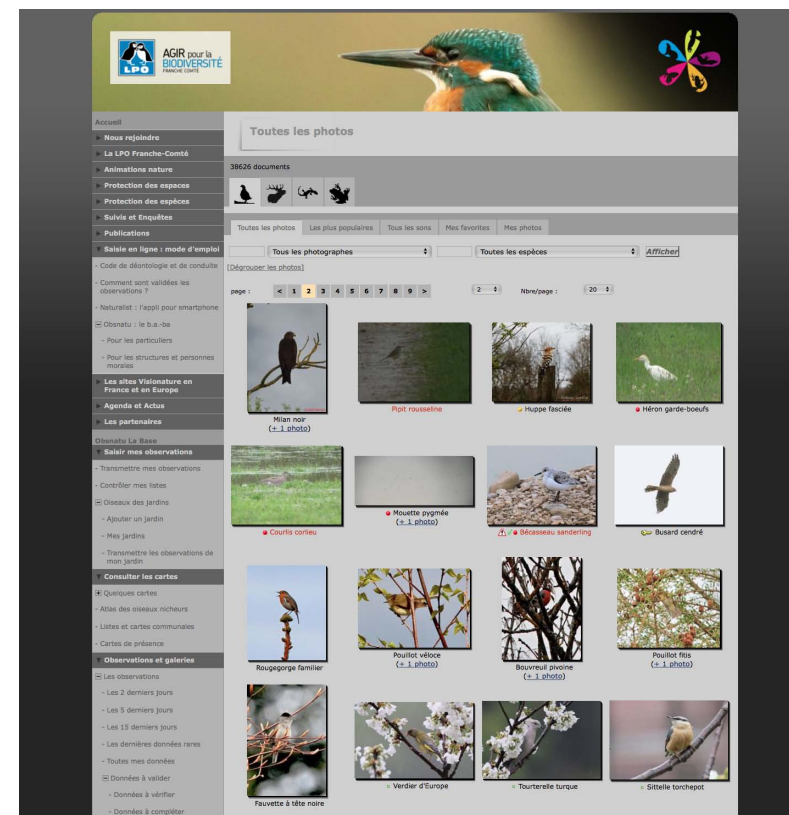 AGIR pour la
BIODIVERSITÉ
FRANCHE COMTÉ
LPO
Accueil
Nous rejoindre
La LPO Franche-Comté
Animations nature
Protection des espaces
Protection des espèces
Suivis et Enquêtes
Publications
Saisie en ligne : mode d'emploi
- Code de déontologie et de conduite
- Comment sont validées les
observations ?
- Naturalist : l'appli pour smartphone
Obsnatu : le b.a.-ba
- Pour les particuliers
- Pour les structures et personnes
morales
Les sites Visionature en
France et en Europe
Agenda et Actus
Les partenaires
Obsnatu La Base
Saisir mes observations
- Transmettre mes observations
- Contrôler mes listes
Oiseaux des jardins
- Ajouter un jardin
- Mes jardins
- Transmettre les observations de
mon jardin
Consulter les cartes
Quelques cartes
- Atlas des oiseaux nicheurs
- Listes et cartes communales
- Cartes de présence
Observations et galeries
Les observations
- Les 2 derniers jours
- Les 5 derniers jours
- Les 15 derniers jours
- Les dernières données rares
- Toutes mes données
Données à valider
- Données à vérifier
- Données à compléter
Toutes les photos
38626 documents
Toutes les photos Les plus populaires Tous les sons Mes favorites Mes photos
Tous les photographes Toutes les espèces Afficher
[Dégrouper les photos]
page : < 1 2 3 4 5 6 7 8 9 > 2 Nbre/page : 20
Milan noir
(+ 1 photo)
Pipit rousseline
Huppe fasciée
Héron garde-boeufs
Courlis corlieu
Mouette pygmée
(+ 1 photo)
Bécasseau sanderling
Busard cendré
Rougegorge familier
Pouillot véloce
(+ 1 photo)
Bouvreuil pivoine
(+ 1 photo)
Pouillot fitis
(+ 1 photo)
Fauvette à tête noire
Verdier d'Europe
Tourterelle turque
Sittelle torchepot